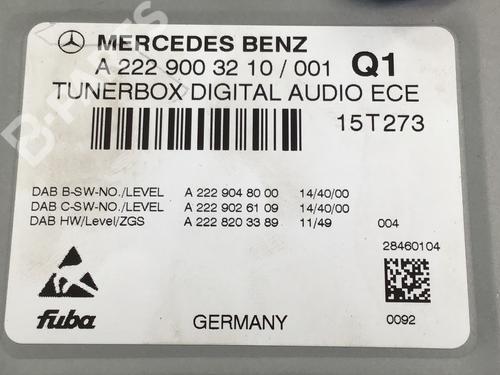 MERCEDES BENZ
A 222 900 32 10 / 001 Q1
TUNERBOX DIGITAL AUDIO ECE
15T273
DAB B-SW-NO./LEVEL A 222 904 80 00 14/40/00
DAB C-SW-NO./LEVEL A 222 902 61 09 14/40/00
DAB HW/Level/ZGS A 222 820 33 89 11/49 004
28460104
fuba GERMANY 0092